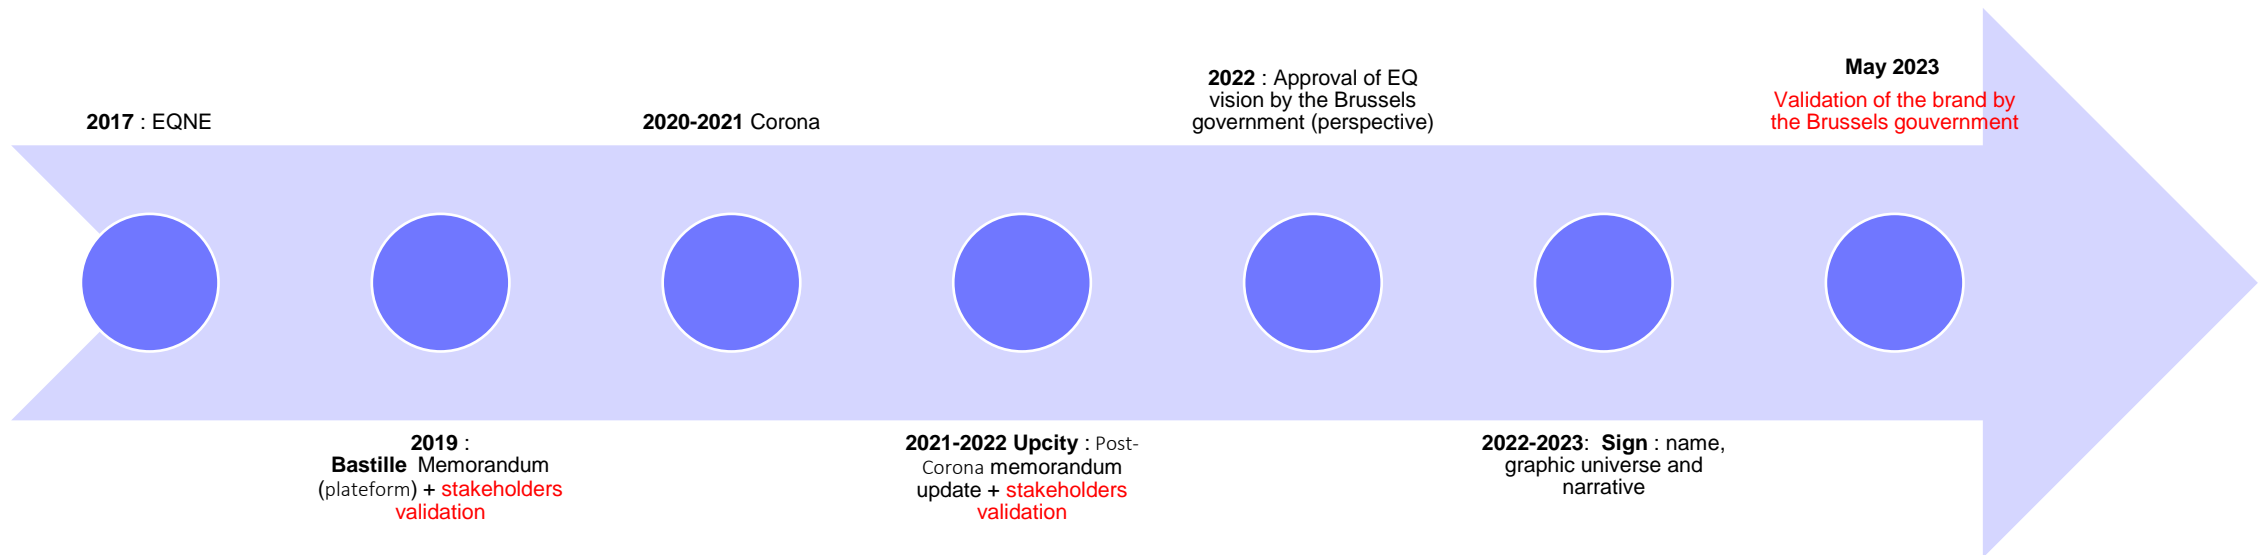 2017 : EQNE
2019 :
Bastille Memorandum
(plateform) + stakeholders
validation
2020-2021 Corona
2021-2022 Upcity : Post-
Corona memorandum
update + stakeholders
validation
2022 : Approval of EQ
vision by the Brussels
government (perspective)
2022-2023: Sign : name,
graphic universe and
narrative
May 2023
Validation of the brand by
the Brussels gouvernment